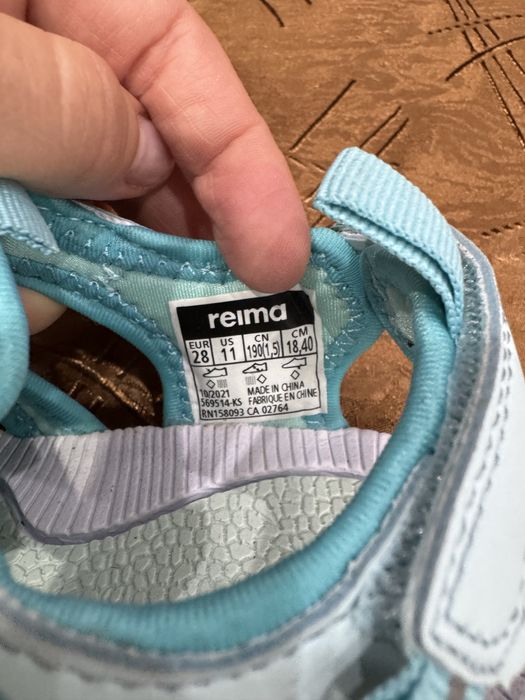 reima
EUR US CN CM
28 11 190(1,5) 18,40
10/2021 MADE IN CHINA
569514-KS FABRIQUE EN CHINE
RN158093 CA 02764